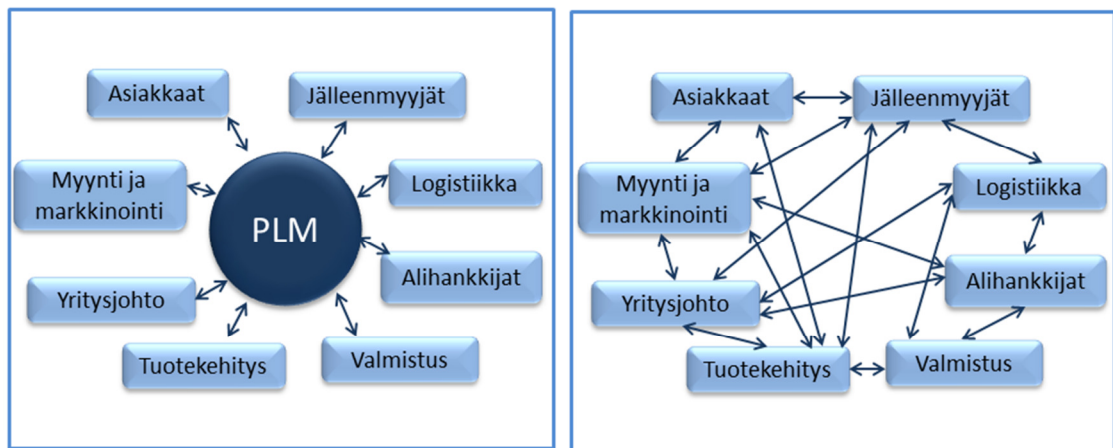 Asiakkaat
Jälleenmyyjät
Myynti ja
markkinointi
Logistiikka
PLM
Alihankkijat
Yritysjohto
Tuotekehitys
Valmistus
Asiakkaat
Jälleenmyyjät
Myynti ja
markkinointi
Logistiikka
Alihankkijat
Yritysjohto
Tuotekehitys
Valmistus